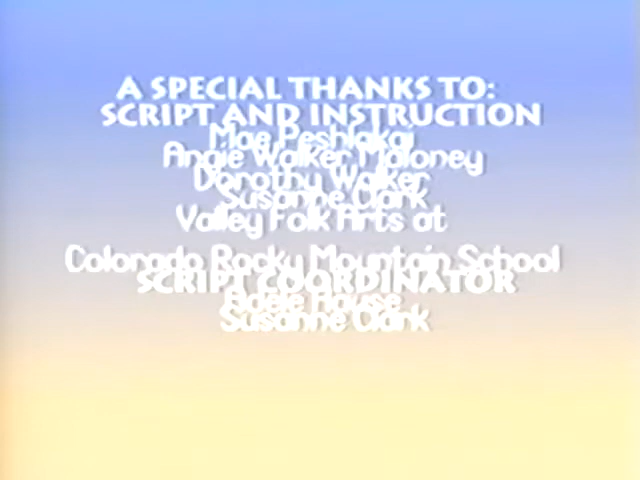 A SPECIAL THANKS TO:
SCRIPT AND INSTRUCTION
Mae Peshlakai
Angie Walker Maloney
Dorothy Walker
Susanne Clark
Valley Folk Arts at
Colorado Rocky Mountain School
SCRIPT COORDINATOR
Adele Hause
Susanne Clark